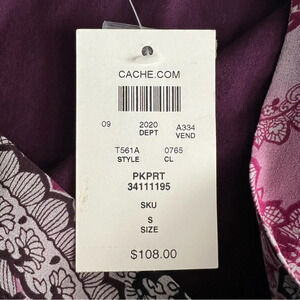 CACHE.COM
09 2020 A334
DEPT VEND
T561A 0765
STYLE CL
PKPRT
34111195
SKU
S
SIZE
$108.00